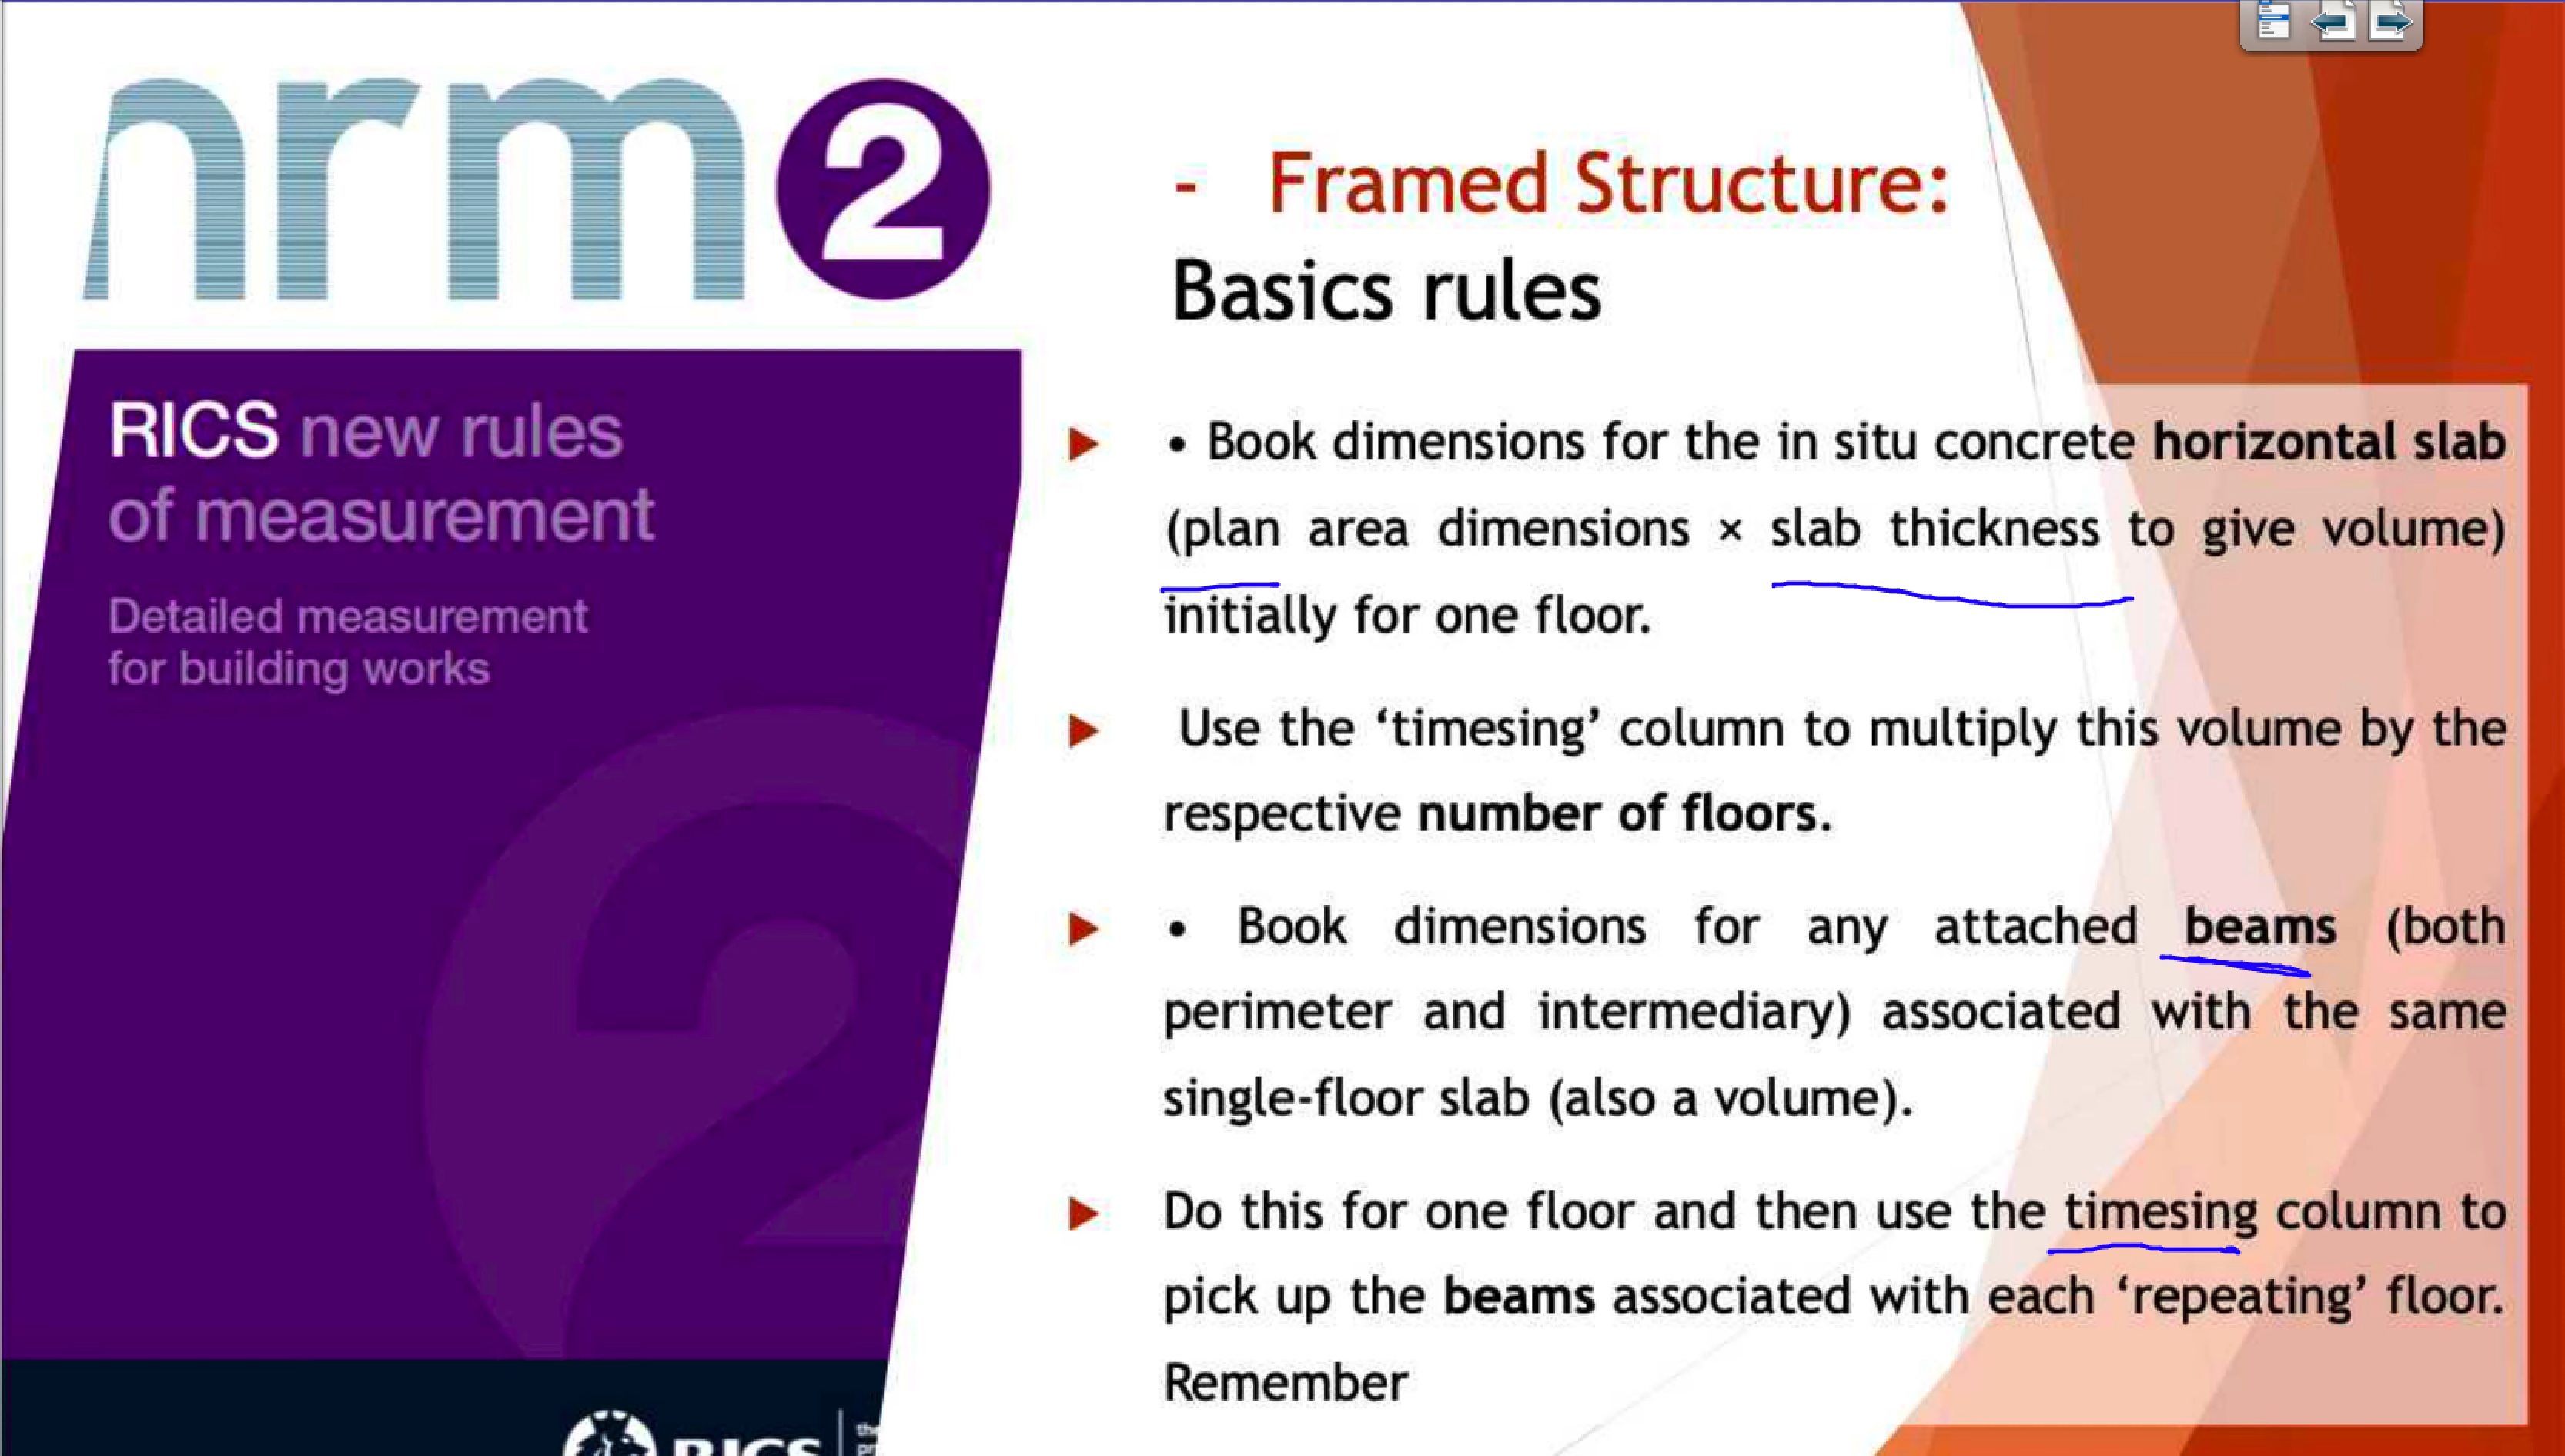 nrm2
RICS new rules
of measurement
Detailed measurement
for building works
RICS
- Framed Structure:
Basics rules
• Book dimensions for the in situ concrete horizontal slab
(plan area dimensions × slab thickness to give volume)
initially for one floor.
Use the ‘timesing’ column to multiply this volume by the
respective number of floors.
• Book dimensions for any attached beams (both
perimeter and intermediary) associated with the same
single-floor slab (also a volume).
Do this for one floor and then use the timesing column to
pick up the beams associated with each ‘repeating’ floor.
Remember